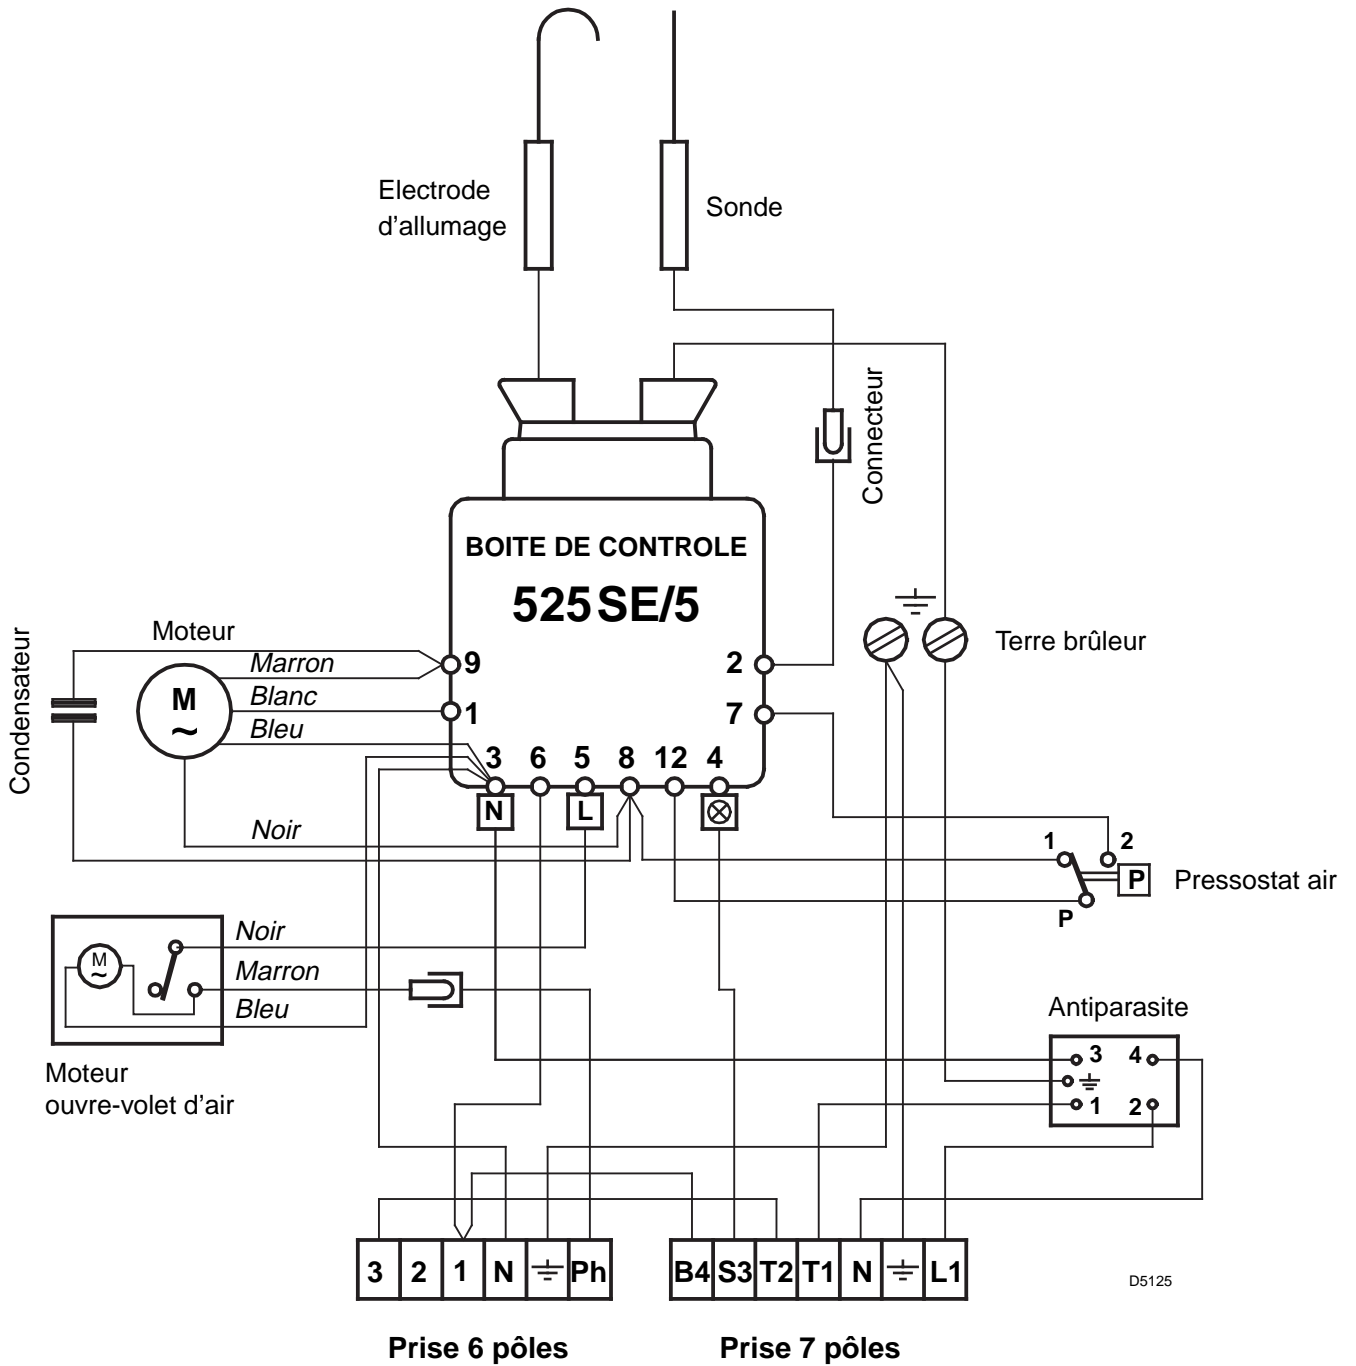 Electrode
d'allumage
Sonde
Connecteur
BOITE DE CONTROLE
525 SE/5
Terre brûleur
Condensateur
Moteur
Marron
Blanc
Bleu
M
~
9
1
2
7
3 6 5 8 12 4
N L
Noir
1 2
P
P
Pressostat air
Noir
Marron
Bleu
M
~
Moteur
ouvre-volet d'air
Antiparasite
3 4
1 2
3 2 1 N Ph
B4 S3 T2 T1 N L1
D5125
Prise 6 pôles
Prise 7 pôles